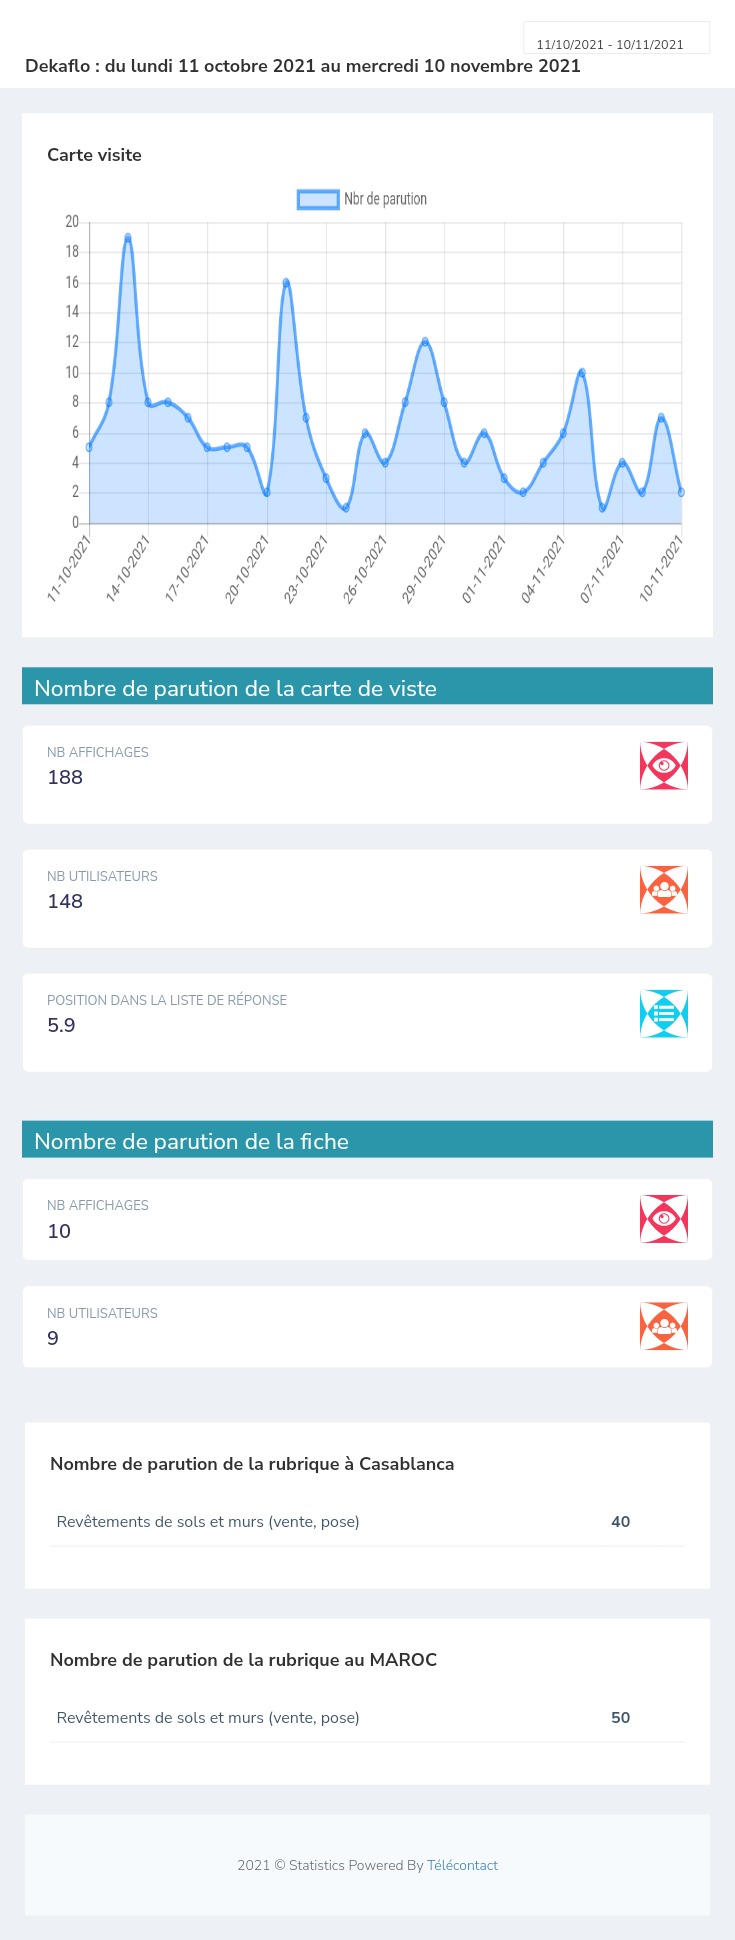 11/10/2021 - 10/11/2021
Dekaflo : du lundi 11 octobre 2021 au mercredi 10 novembre 2021
Carte visite
Nbr de parution
20
18
16
14
12
10
8
6
4
2
0
11-10-2021
14-10-2021
17-10-2021
20-10-2021
23-10-2021
26-10-2021
29-10-2021
01-11-2021
04-11-2021
07-11-2021
10-11-2021
Nombre de parution de la carte de viste
NB AFFICHAGES
188
NB UTILISATEURS
148
POSITION DANS LA LISTE DE RÉPONSE
5.9
Nombre de parution de la fiche
NB AFFICHAGES
10
NB UTILISATEURS
9
Nombre de parution de la rubrique à Casablanca
Revêtements de sols et murs (vente, pose) 40
Nombre de parution de la rubrique au MAROC
Revêtements de sols et murs (vente, pose) 50
2021 © Statistics Powered By Télécontact